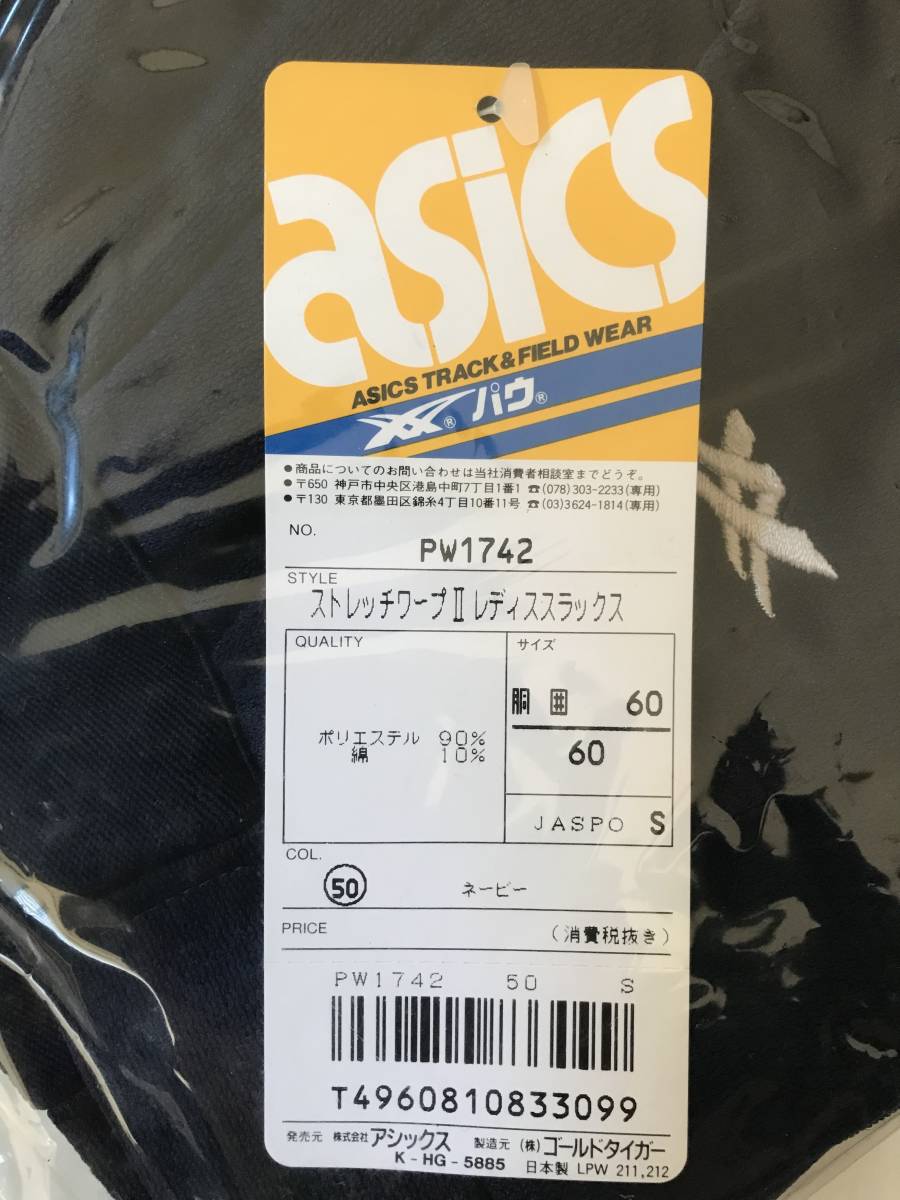 asics
ASICS TRACK & FIELD WEAR
® パウ®
●商品についてのお問い合わせは当社消費者相談室までどうぞ。
●〒650 神戸市中央区港島中町7丁目1番1 ☎(078)303-2233(専用)
●〒130 東京都墨田区錦糸4丁目10番11号 ☎(03)3624-1814(専用)
NO.
PW1742
STYLE
ストレッチワープⅡレディススラックス
QUALITY
サイズ
胴囲 60
60
ポリエステル 90%
綿 10%
JASPO S
COL.
50 ネービー
PRICE (消費税抜き)
PW1742 50 S
T4960810833099
発売元 株式会社 アシックス 製造元 (株)ゴールドタイガー
K-HG-5885 日本製 LPW 211,212